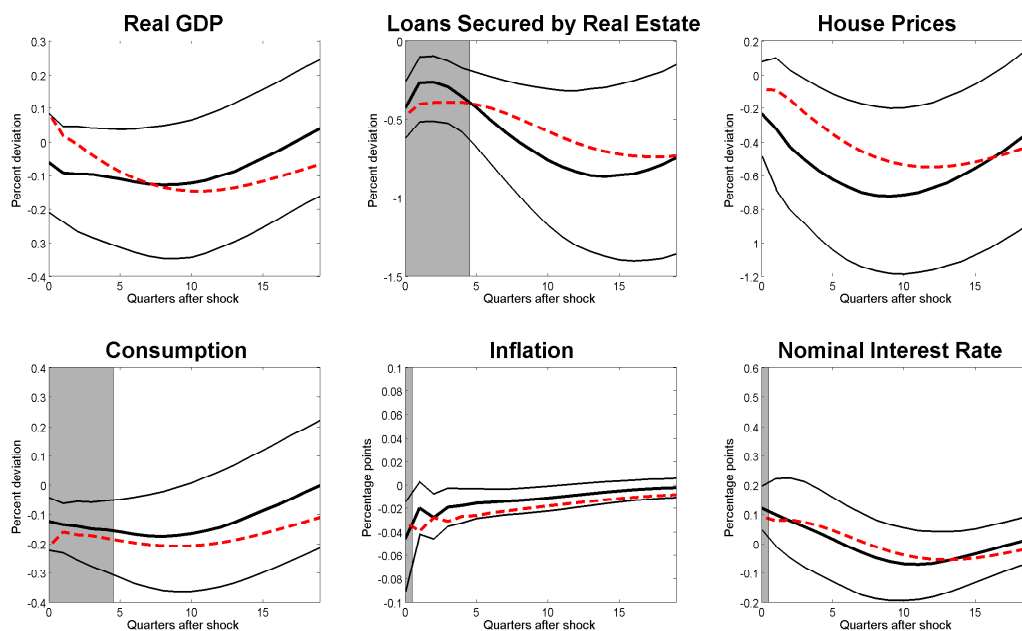 Real GDP
Percent deviation
0.3
0.2
0.1
0
-0.1
-0.2
0.3
-0.4
0 5 10 15
Quarters after shock
Loans Secured by Real Estate
Percent deviation
0
-0.5
-1
-1.5
0 5 10 15
Quarters after shock
House Prices
Percent deviation
0.2
0
-0.2
-0.4
-0.6
-0.8
1
-1.2
0 5 10 15
Quarters after shock
Consumption
Percent deviation
0.4
0.3
0.2
0.1
0
-0.1
-0.2
-0.3
-0.4
0 5 10 15
Quarters after shock
Inflation
Percentage points
0.1
0.08
0.06
0.04
0.02
0
-0.02
-0.04
-0.06
-0.08
-0.1
0 5 10 15
Quarters after shock
Nominal Interest Rate
Percentage points
0.6
0.5
0.4
0.3
0.2
0.1
0
-0.1
-0.2
0 5 10 15
Quarters after shock